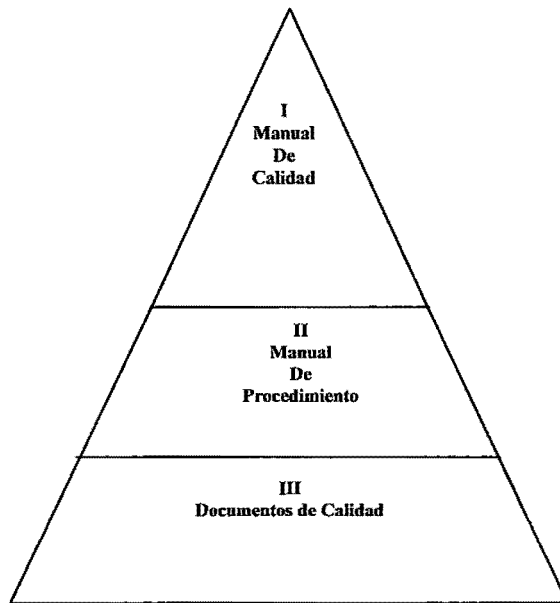 I
Manual
De
Calidad
II
Manual
De
Procedimiento
III
Documentos de Calidad